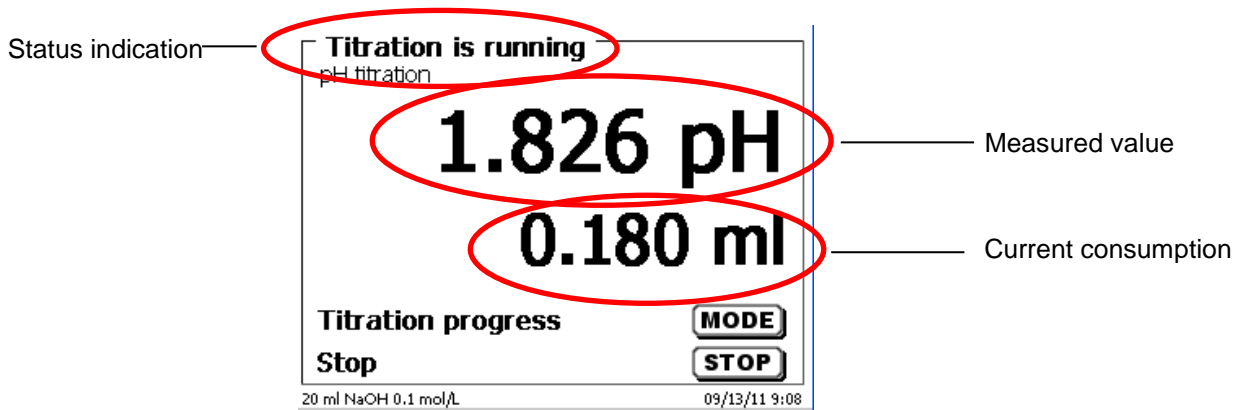 Status indication
Titration is running
pH titration
1.826 pH
Measured value
0.180 ml
Current consumption
Titration progress MODE
Stop STOP
20 ml NaOH 0.1 mol/L 09/13/11 9:08